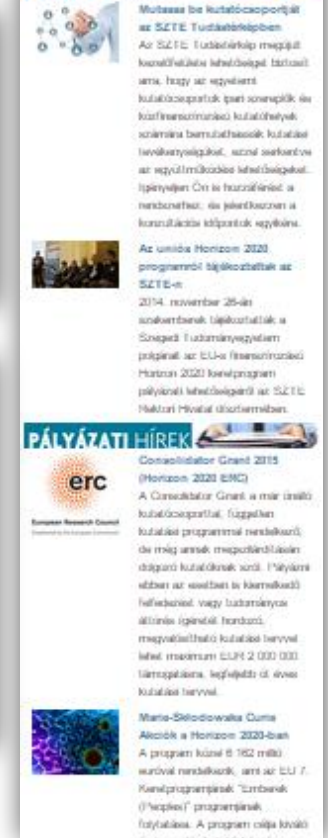 Mutassa be kutatócsoportját
az SZTE Tudástérképben
Az SZTE Tudástérkép megújult
kezelőfelülete lehetőséget biztosít
arra, hogy az egyetemi
kutatócsoportok ipari szereplők és
közfinanszírozású kutatóhelyek
számára bemutathassák kutatási
tevékenységüket, ezzel serkentve
az együttműködési lehetőségeket.
Igényeljen Ön is hozzáférést a
rendszerhez, és jelentkezzen a
konzultációs időpontok egyikére.
Az uniós Horizon 2020
programról tájékoztattak az
SZTE-n
2014. november 26-án
szakemberek tájékoztatták a
Szegedi Tudományegyetem
polgárait az EU-s finanszírozású
Horizon 2020 keretprogram
pályázati lehetőségeiről az SZTE
Rektori Hivatal dísztermében.
PÁLYÁZATI HÍREK
erc
European Research Council
Consolidator Grant 2015
(Horizon 2020 ERC)
A Consolidator Grant a már önálló
kutatócsoporttal, független
kutatási programmal rendelkező,
de még annak megszilárdításán
dolgozó kutatóknak szól. Pályázni
ebben az esetben is kiemelkedő
felfedezést vagy tudományos
áttörés ígéretét hordozó,
megvalósítható kutatási tervvel
lehet maximum EUR 2 000 000
támogatásra, legfeljebb öt éves
kutatási tervvel.
Marie-Skłodowska Curie
Akciók a Horizon 2020-ban
A program közel 6 162 millió
euróval rendelkezik, ami az EU 7.
Keretprogramjának "Emberek
(Peoples)" programjának
folytatása. A program célja kiváló